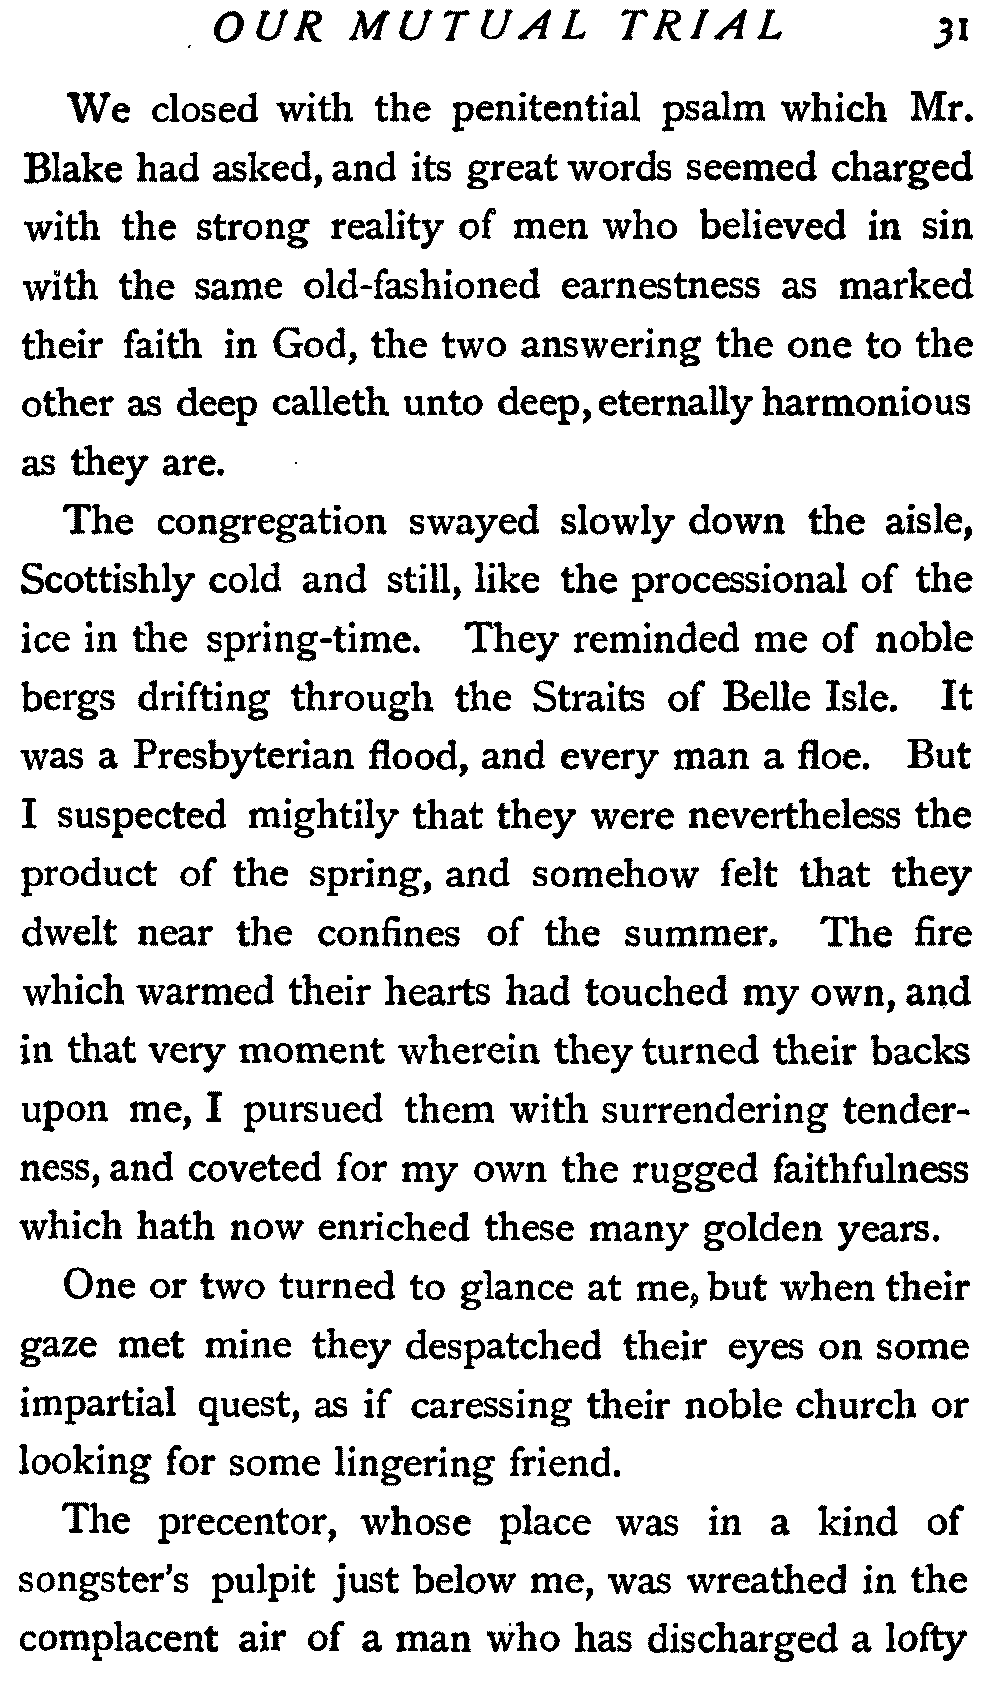 OUR MUTUAL TRIAL 31
We closed with the penitential psalm which Mr.
Blake had asked, and its great words seemed charged
with the strong reality of men who believed in sin
with the same old-fashioned earnestness as marked
their faith in God, the two answering the one to the
other as deep calleth unto deep, eternally harmonious
as they are.
The congregation swayed slowly down the aisle,
Scottishly cold and still, like the processional of the
ice in the spring-time. They reminded me of noble
bergs drifting through the Straits of Belle Isle. It
was a Presbyterian flood, and every man a floe. But
I suspected mightily that they were nevertheless the
product of the spring, and somehow felt that they
dwelt near the confines of the summer. The fire
which warmed their hearts had touched my own, and
in that very moment wherein they turned their backs
upon me, I pursued them with surrendering tender-
ness, and coveted for my own the rugged faithfulness
which hath now enriched these many golden years.
One or two turned to glance at me, but when their
gaze met mine they despatched their eyes on some
impartial quest, as if caressing their noble church or
looking for some lingering friend.
The precentor, whose place was in a kind of
songster's pulpit just below me, was wreathed in the
complacent air of a man who has discharged a lofty